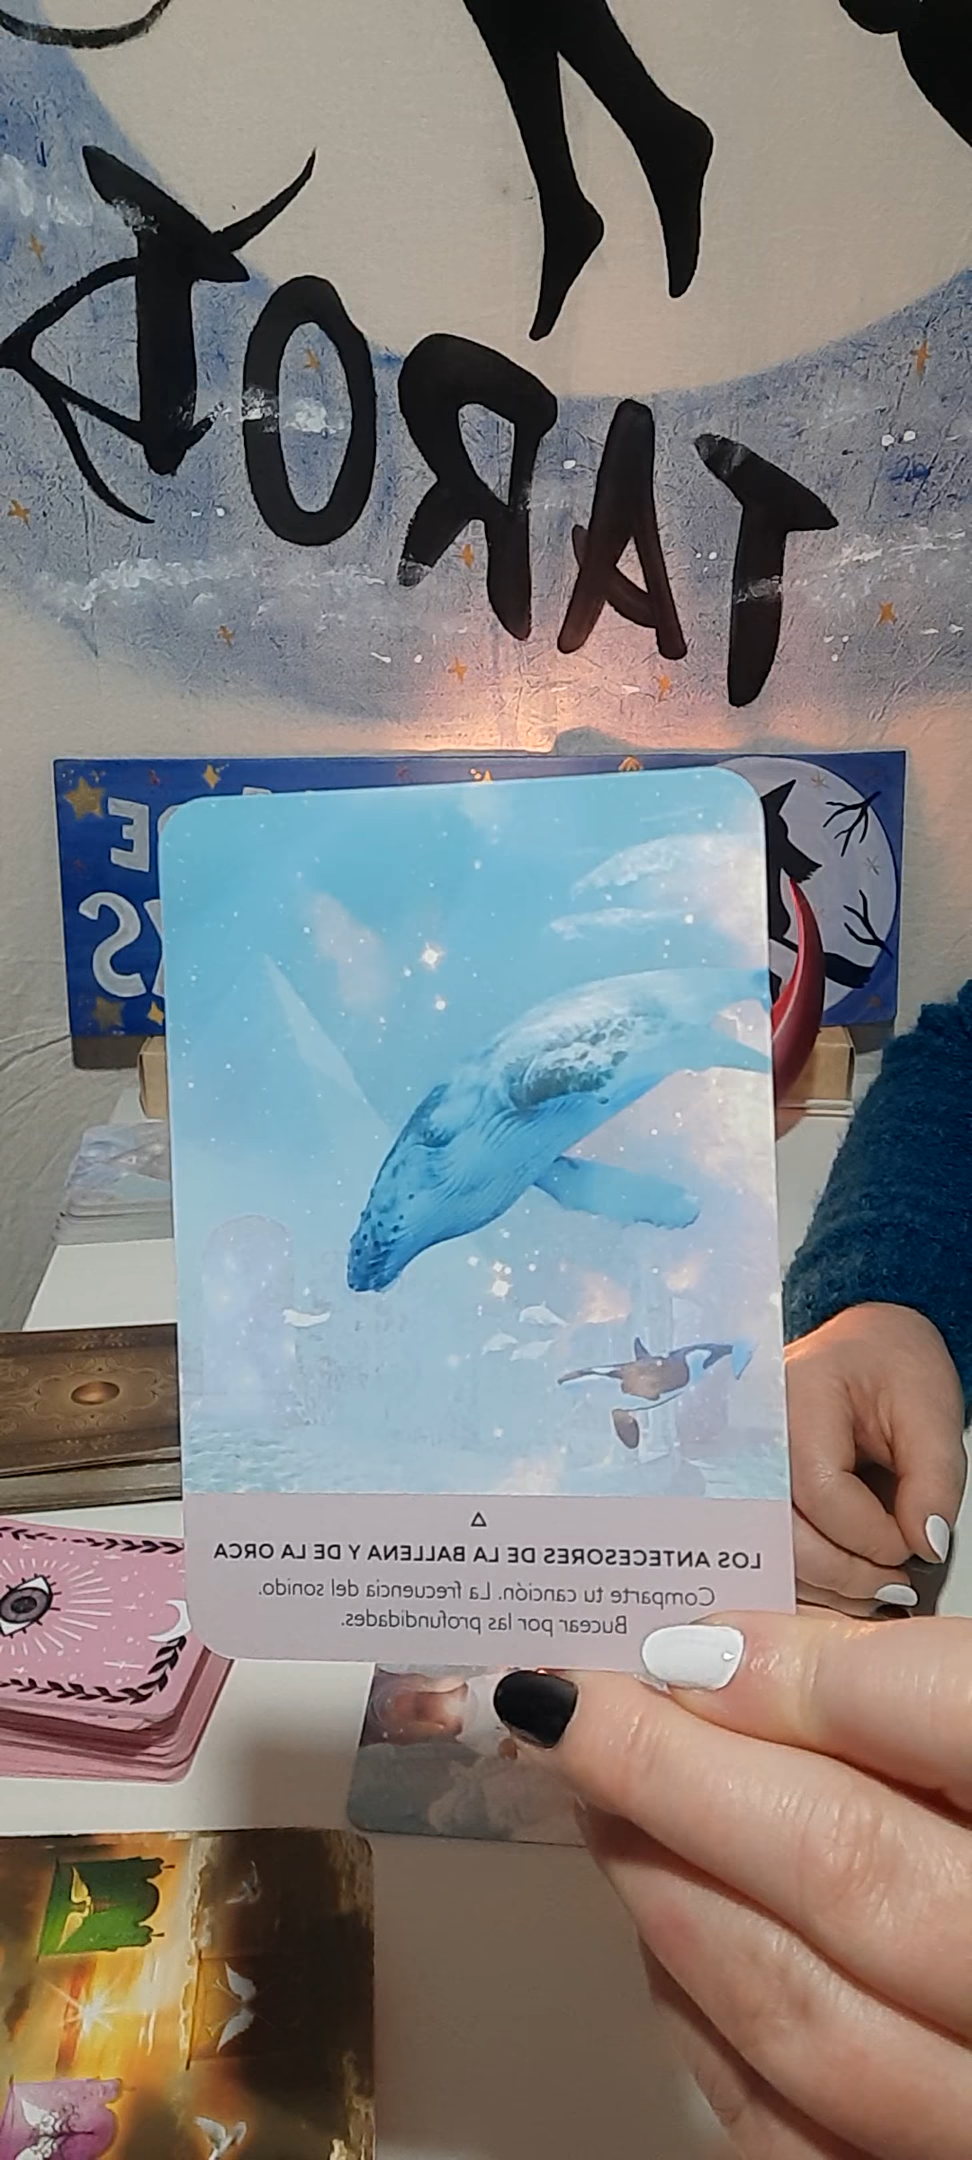 TAROT
DE
LOS ANTECESORES DE LA BALLENA Y DE LA ORCA
Comparte tu canción. La frecuencia del sonido.
Bucear por las profundidades.